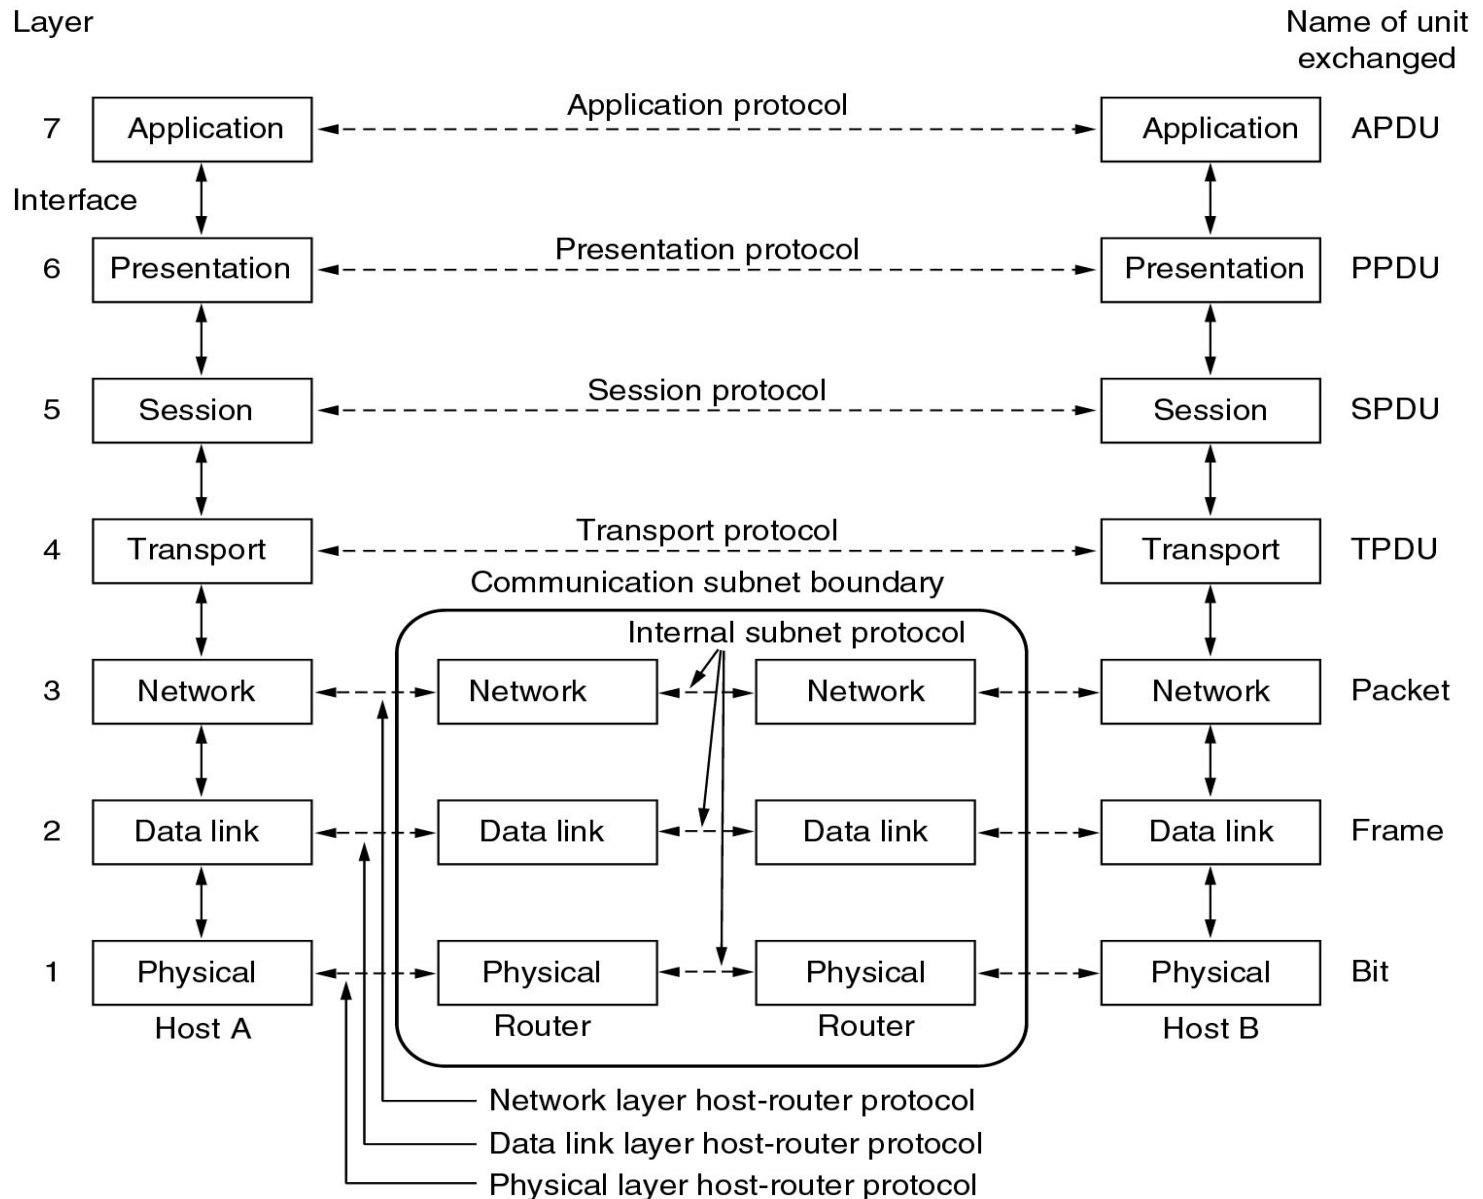 Layer
Name of unit
exchanged
Application protocol
7
Application
Application
APDU
Interface
Presentation protocol
6
Presentation
Presentation
PPDU
Session protocol
5
Session
Session
SPDU
Transport protocol
4
Transport
Transport
TPDU
Communication subnet boundary
Internal subnet protocol
3
Network
Network
Network
Network
Packet
2
Data link
Data link
Data link
Data link
Frame
1
Physical
Physical
Physical
Physical
Bit
Host A
Router
Router
Host B
Network layer host-router protocol
Data link layer host-router protocol
Physical layer host-router protocol